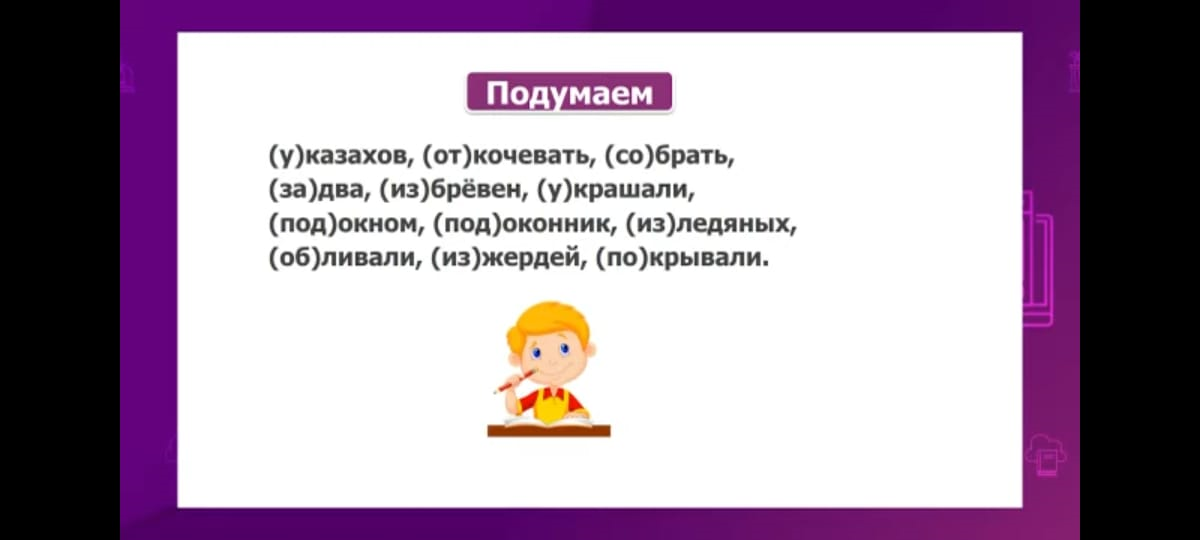 Подумаем
(у)казахов, (от)кочевать, (со)брать,
(за)два, (из)брёвен, (у)крашали,
(под)окном, (под)оконник, (из)ледяных,
(об)ливали, (из)жердей, (по)крывали.